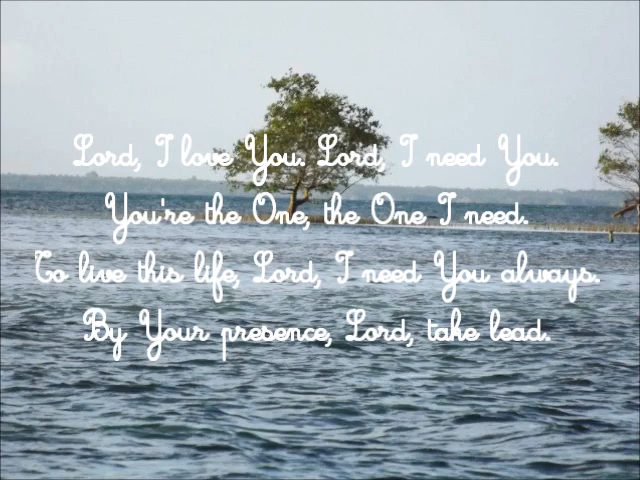 Lord, I love You. Lord, I need You.
You're the One, the One I need.
To live this life, Lord, I need You always.
By Your presence, Lord, take lead.